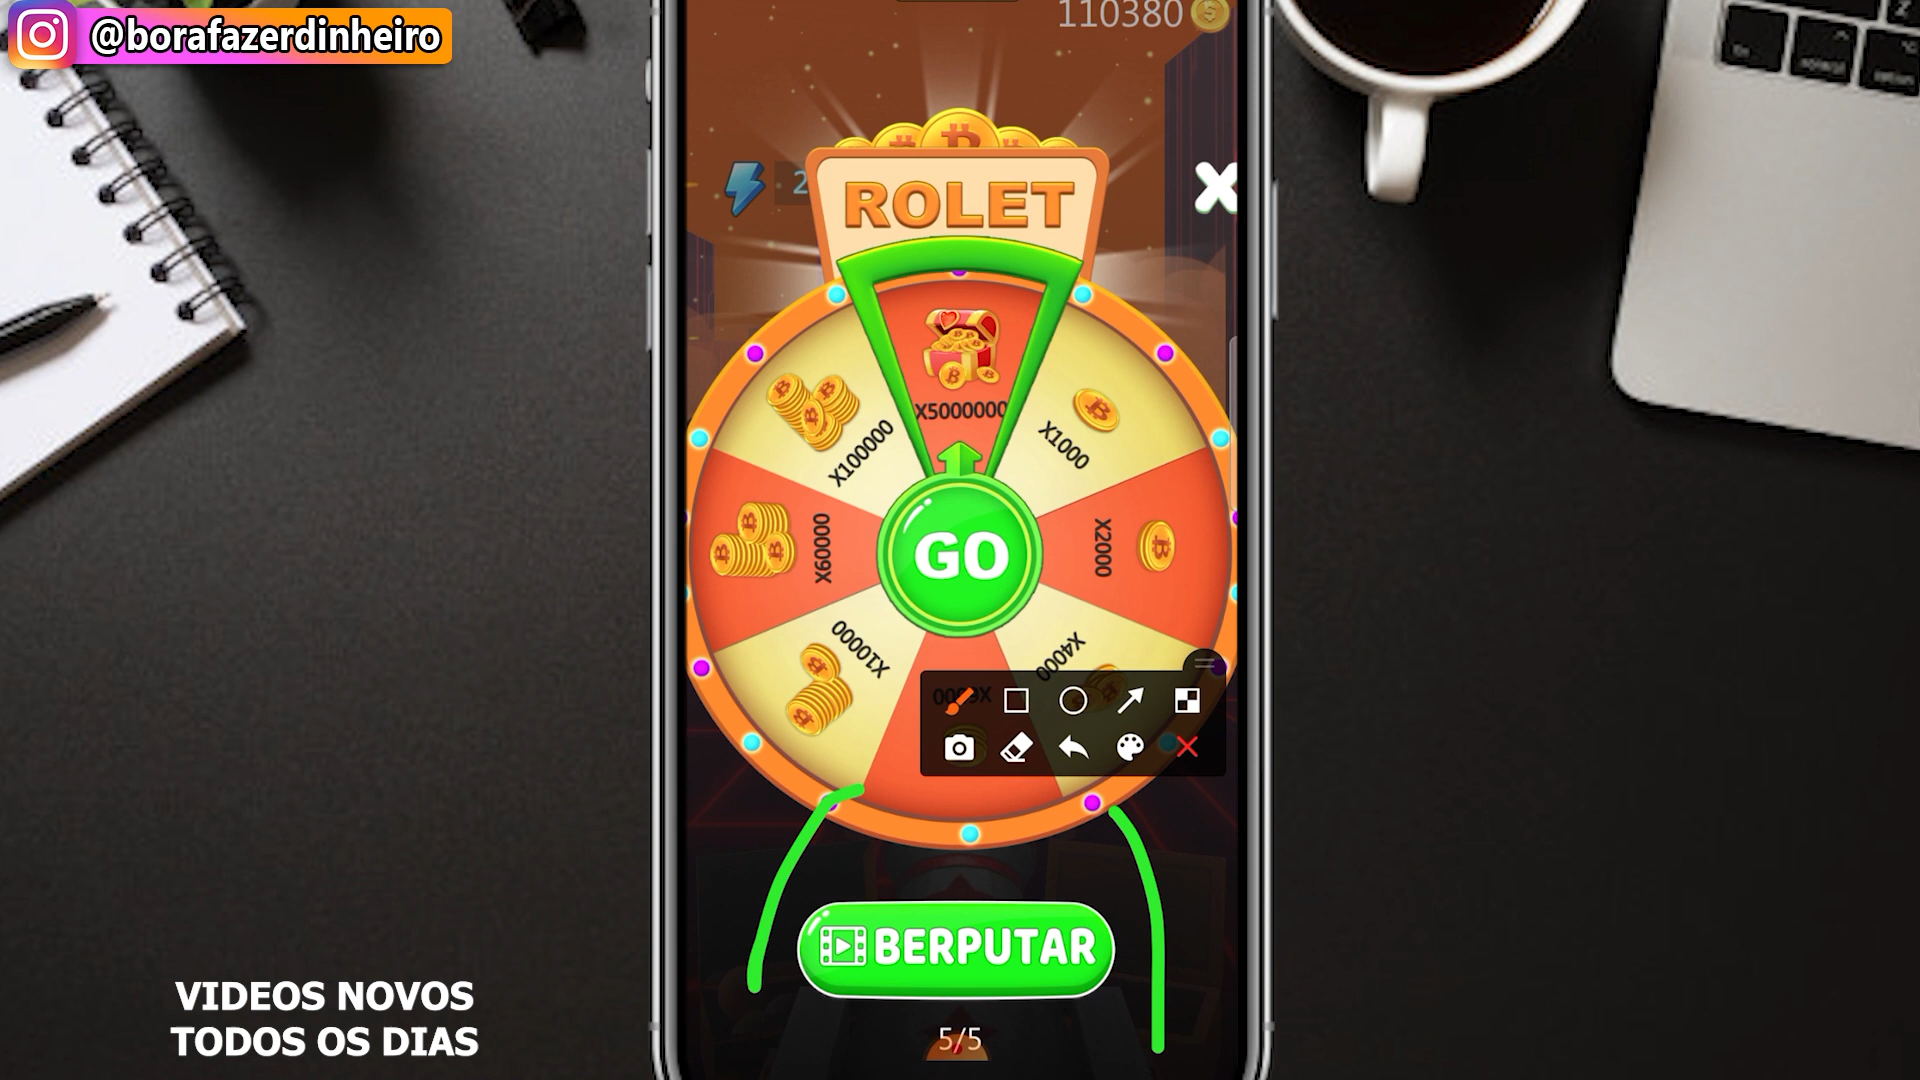 @borafazerdinheiro
110380
2
ROLET
X5000000
X1000
X100000
X2000
X60000
GO
X10000
X4000
BERPUTAR
5/5
VIDEOS NOVOS
TODOS OS DIAS